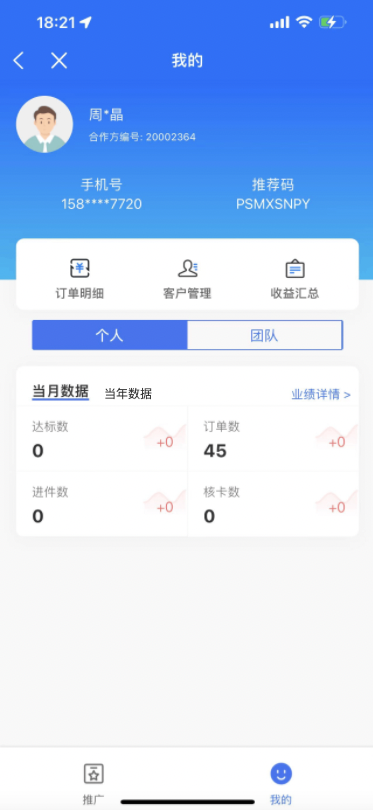 18:21
我的
周*晶
合作方编号: 20002364
手机号 推荐码
158****7720 PSMXSNPY
订单明细 客户管理 收益汇总
个人 团队
当月数据 当年数据 业绩详情 >
达标数 订单数
0 +0 45 +0
进件数 核卡数
0 +0 0 +0
推广 我的